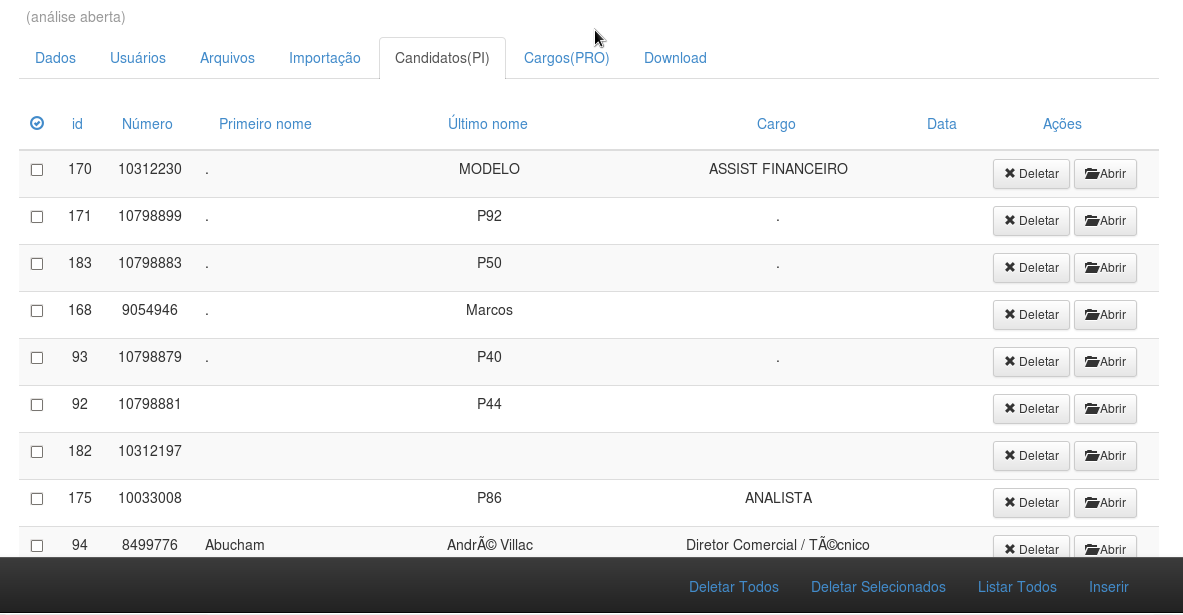 (análise aberta)
Dados Usuários Arquivos Importação Candidatos(PI) Cargos(PRO) Download
id Número Primeiro nome Último nome Cargo Data Ações
170 10312230 . MODELO ASSIST FINANCEIRO Deletar Abrir
171 10798899 . P92 . Deletar Abrir
183 10798883 . P50 . Deletar Abrir
168 9054946 . Marcos Deletar Abrir
93 10798879 . P40 . Deletar Abrir
92 10798881 P44 Deletar Abrir
182 10312197 Deletar Abrir
175 10033008 P86 ANALISTA Deletar Abrir
94 8499776 Abucham AndrÃ© Villac Diretor Comercial / TÃ©cnico Deletar Abrir
Deletar Todos Deletar Selecionados Listar Todos Inserir